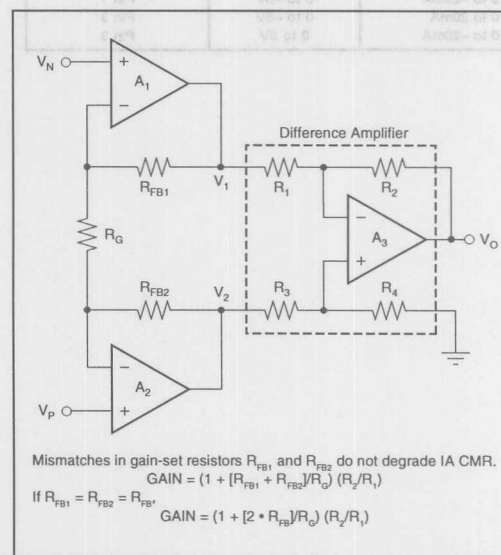 Difference Amplifier
V_N
+
A_1
−
R_FB1
V_1
R_1
R_2
R_G
−
A_3
+
V_O
R_FB2
V_2
R_3
R_4
−
A_2
+
V_P
Mismatches in gain-set resistors R_FB1 and R_FB2 do not degrade IA CMR.
GAIN = (1 + [R_FB1 + R_FB2]/R_G) (R_2/R_1)
If R_FB1 = R_FB2 = R_FB,
GAIN = (1 + [2 • R_FB]/R_G) (R_2/R_1)